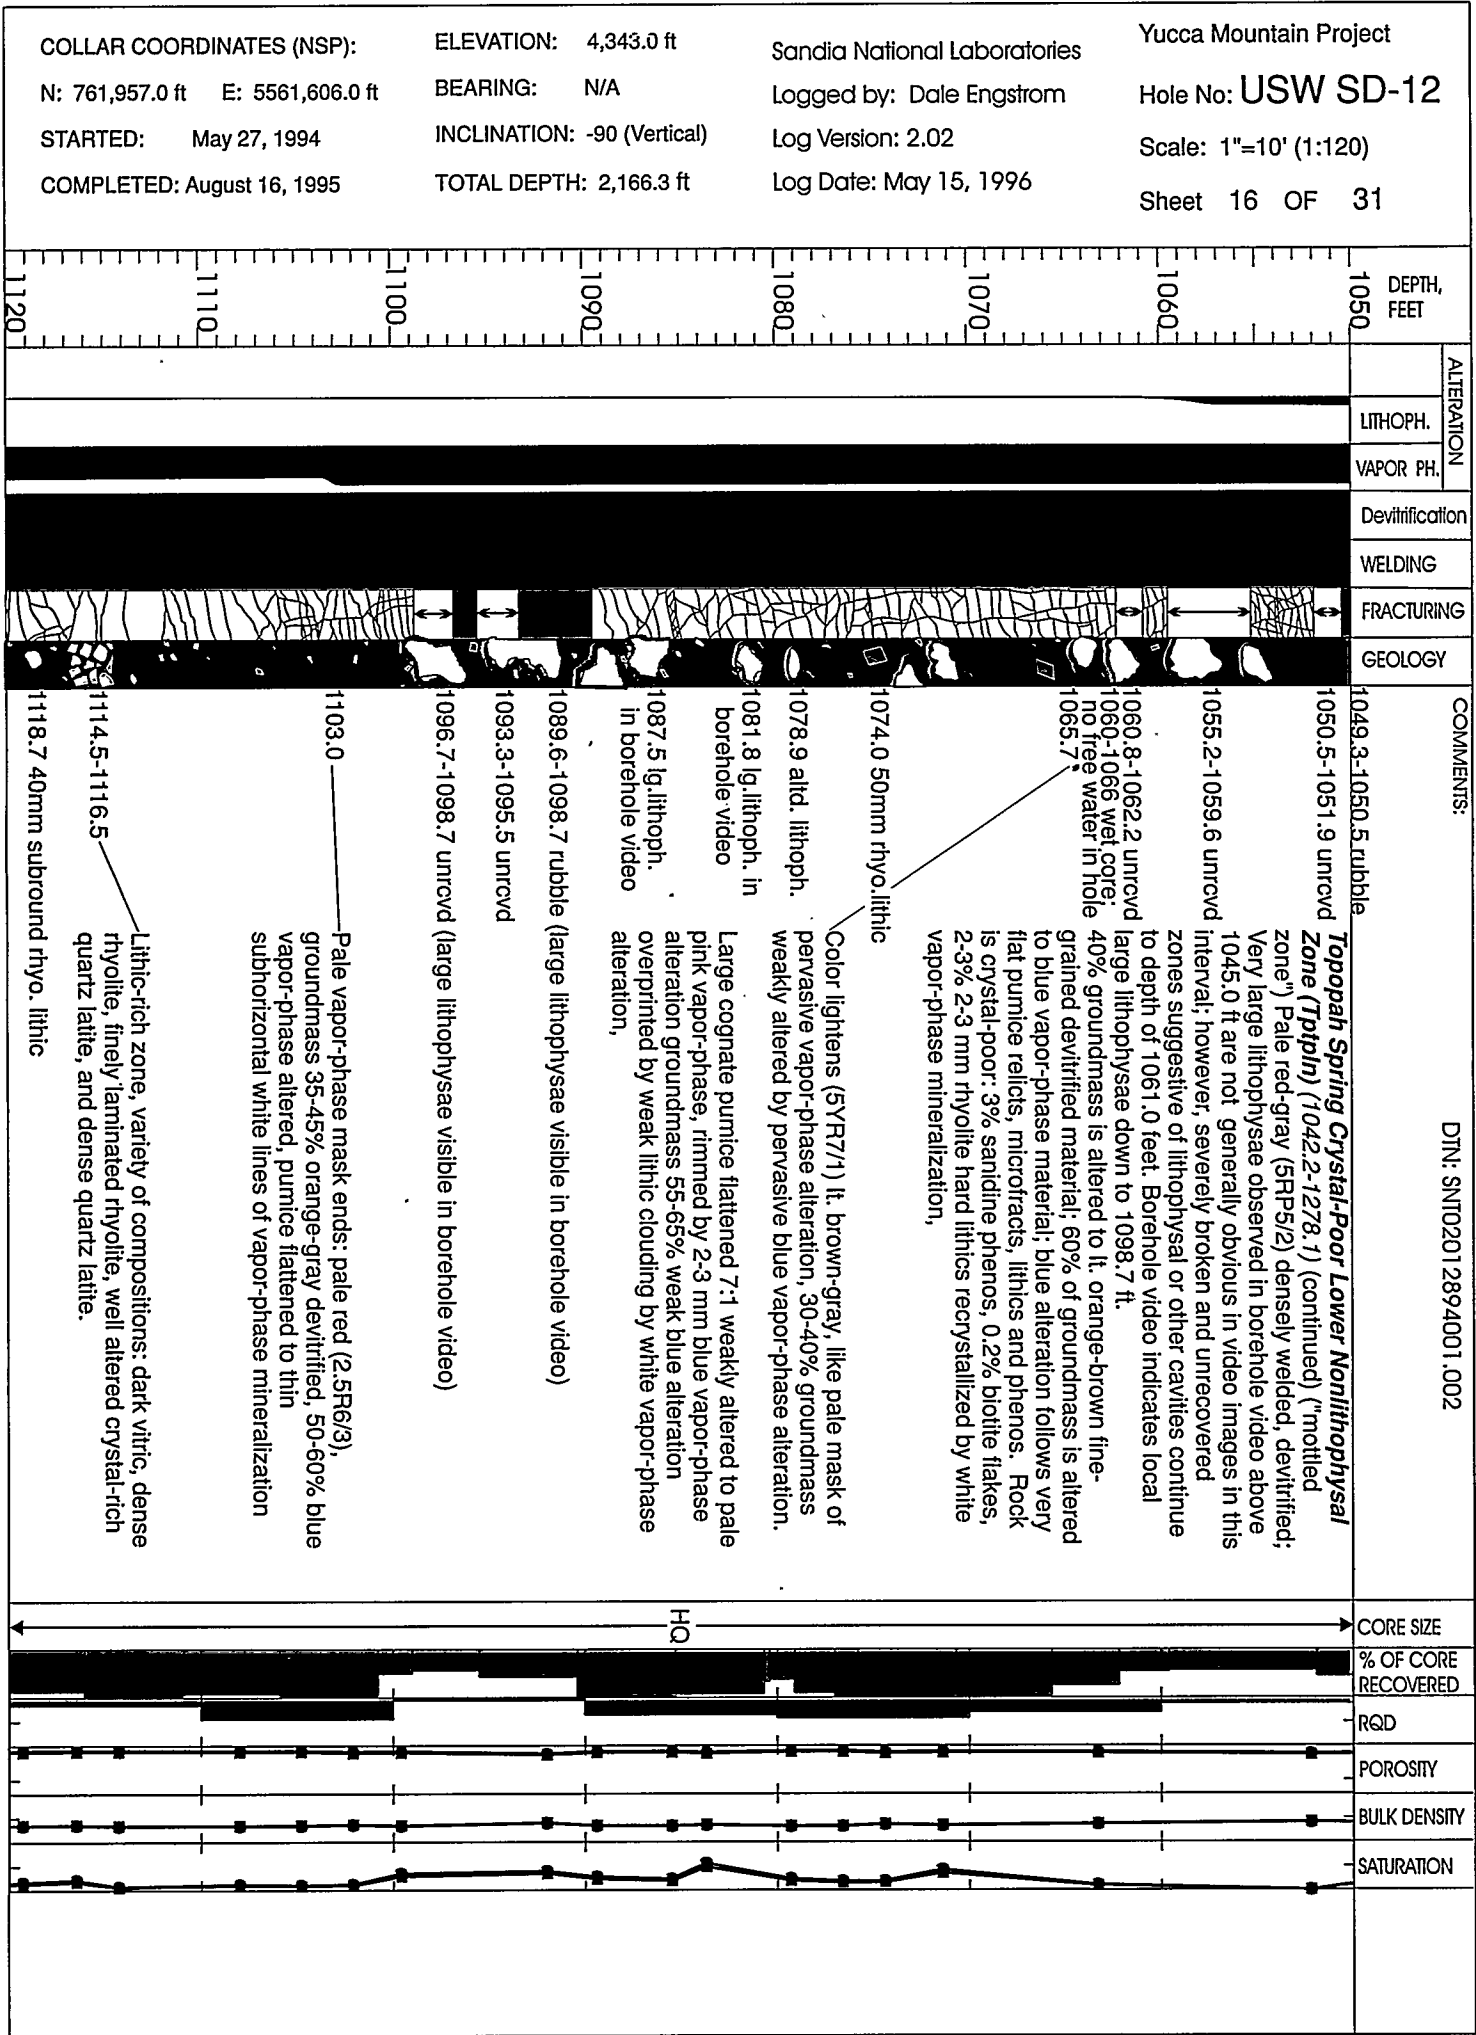 COLLAR COORDINATES (NSP):
N: 761,957.0 ft E: 5561,606.0 ft
STARTED: May 27, 1994
COMPLETED: August 16, 1995
ELEVATION: 4,343.0 ft
BEARING: N/A
INCLINATION: -90 (Vertical)
TOTAL DEPTH: 2,166.3 ft
Sandia National Laboratories
Logged by: Dale Engstrom
Log Version: 2.02
Log Date: May 15, 1996
Yucca Mountain Project
Hole No: USW SD-12
Scale: 1"=10' (1:120)
Sheet 16 OF 31
DEPTH,
FEET
1050
1060
1070
1080
1090
1100
1110
1120
ALTERATION
LITHOPH.
VAPOR PH.
Devitrification
WELDING
FRACTURING
GEOLOGY
COMMENTS:
DTN: SNT02012894001.002
1049.3-1050.5 rubble
1050.5-1051.9 unrcvd
1055.2-1059.6 unrcvd
1060.8-1062.2 unrcvd
1060-1066 wet core;
no free water in hole
1065.7
1074.0 50mm rhyo.lithic
1078.9 altd. lithoph.
1081.8 lg.lithoph. in
borehole video
1087.5 lg.lithoph.
in borehole video
1089.6-1098.7 rubble (large lithophysae visible in borehole video)
1093.3-1095.5 unrcvd
1096.7-1098.7 unrcvd (large lithophysae visible in borehole video)
1103.0
1114.5-1116.5
1118.7 40mm subround rhyo. lithic
Topopah Spring Crystal-Poor Lower Nonlithophysal
Zone (Tptpln) (1042.2-1278.1) (continued) ("mottled
zone") Pale red-gray (5RP5/2) densely welded, devitrified;
Very large lithophysae observed in borehole video above
1045.0 ft are not generally obvious in video images in this
interval; however, severely broken and unrecovered
zones suggestive of lithophysal or other cavities continue
to depth of 1061.0 feet. Borehole video indicates local
large lithophysae down to 1098.7 ft.
40% groundmass is altered to lt. orange-brown fine-
grained devitrified material; 60% of groundmass is altered
to blue vapor-phase material; blue alteration follows very
flat pumice relicts, microfracts, lithics and phenos. Rock
is crystal-poor: 3% sanidine phenos, 0.2% biotite flakes,
2-3% 2-3 mm rhyolite hard lithics recrystallized by white
vapor-phase mineralization,
Color lightens (5YR7/1) lt. brown-gray, like pale mask of
pervasive vapor-phase alteration, 30-40% groundmass
weakly altered by pervasive blue vapor-phase alteration.
Large cognate pumice flattened 7:1 weakly altered to pale
pink vapor-phase, rimmed by 2-3 mm blue vapor-phase
alteration groundmass 55-65% weak blue alteration
overprinted by weak lithic clouding by white vapor-phase
alteration,
Pale vapor-phase mask ends: pale red (2.5R6/3),
groundmass 35-45% orange-gray devitrified, 50-60% blue
vapor-phase altered, pumice flattened to thin
subhorizontal white lines of vapor-phase mineralization
Lithic-rich zone, variety of compositions: dark vitric, dense
rhyolite, finely laminated rhyolite, well altered crystal-rich
quartz latite, and dense quartz latite.
CORE SIZE
HQ
% OF CORE
RECOVERED
RQD
POROSITY
BULK DENSITY
SATURATION